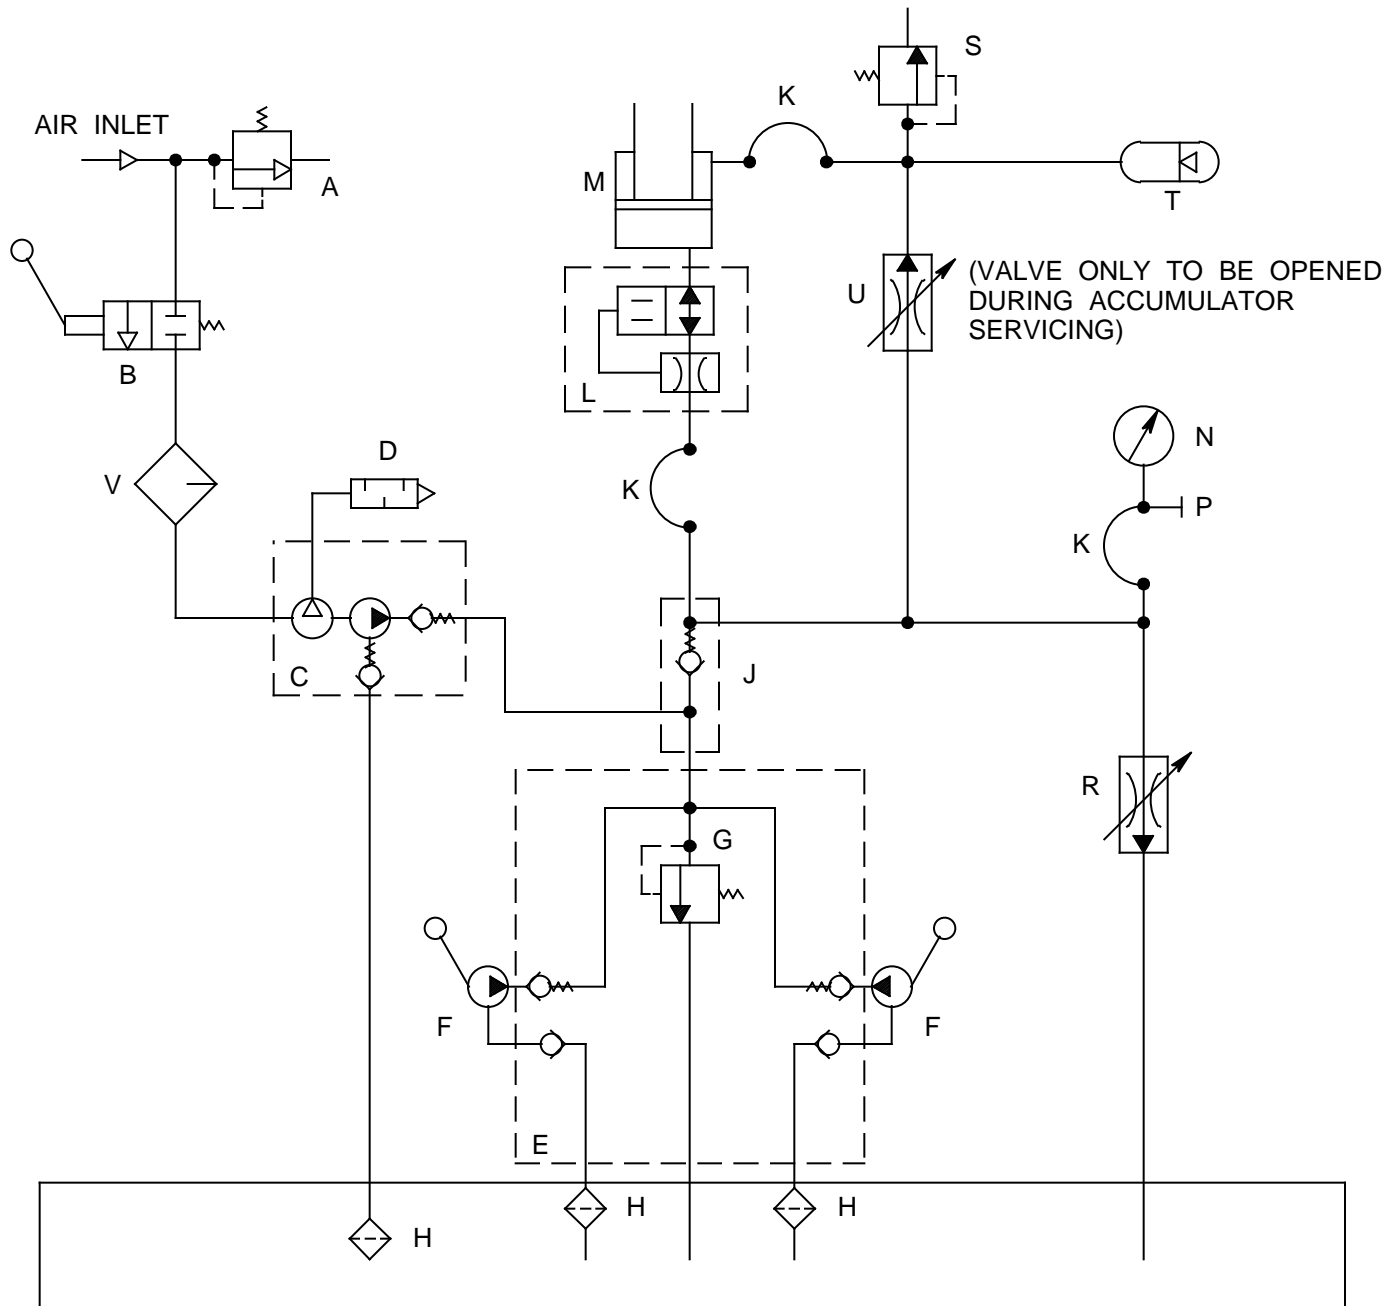 S
K
AIR INLET
A
M
T
(VALVE ONLY TO BE OPENED
DURING ACCUMULATOR
SERVICING)
U
B
L
D
N
V
K
P
K
C
J
R
G
F
F
E
H
H
H